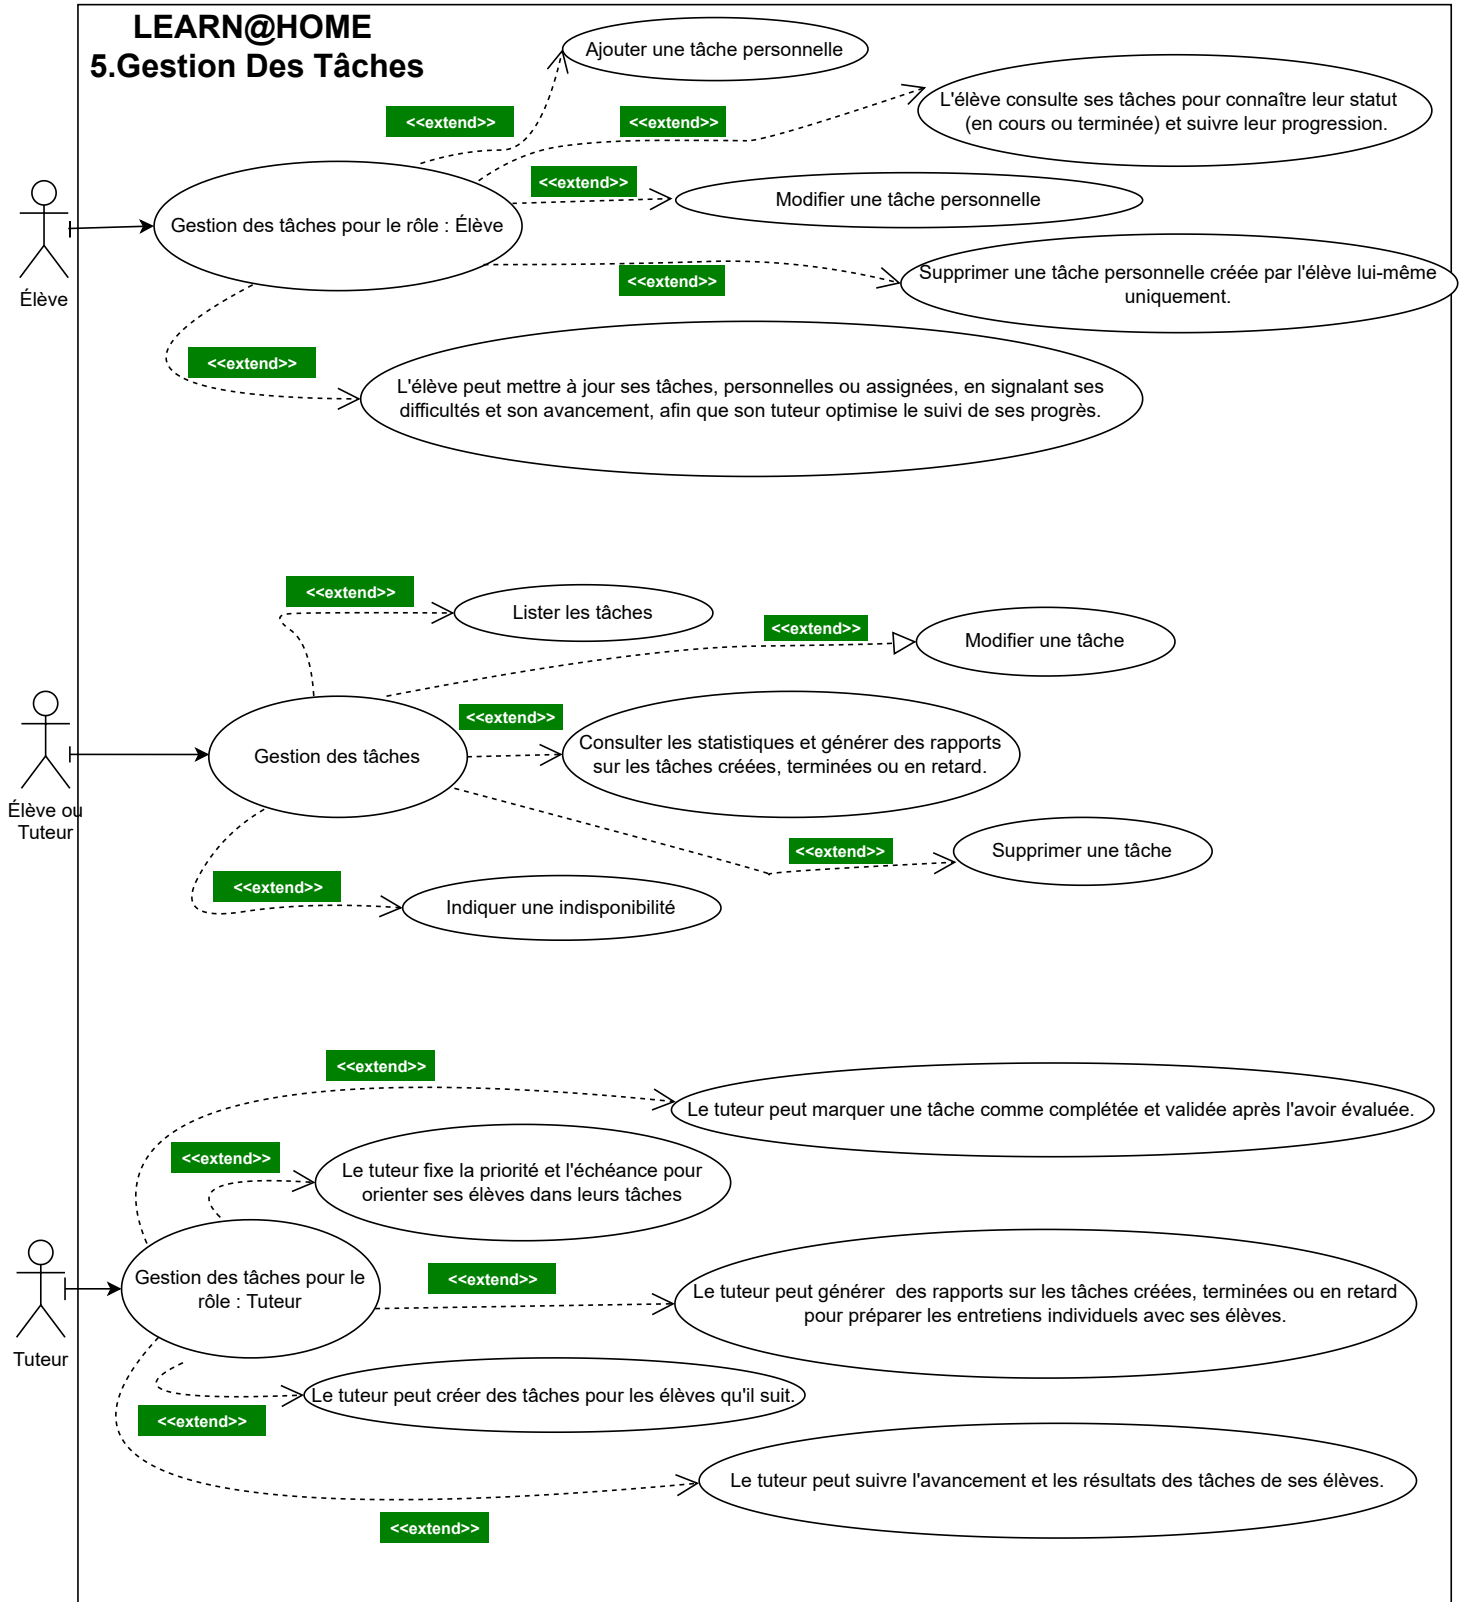 LEARN@HOME
5.Gestion Des Tâches
Ajouter une tâche personnelle
<<extend>>
<<extend>>
L'élève consulte ses tâches pour connaître leur statut
(en cours ou terminée) et suivre leur progression.
<<extend>>
Modifier une tâche personnelle
Gestion des tâches pour le rôle : Élève
Élève
<<extend>>
Supprimer une tâche personnelle créée par l'élève lui-même
uniquement.
<<extend>>
L'élève peut mettre à jour ses tâches, personnelles ou assignées, en signalant ses
difficultés et son avancement, afin que son tuteur optimise le suivi de ses progrès.
<<extend>>
Lister les tâches
<<extend>>
Modifier une tâche
<<extend>>
Gestion des tâches
Consulter les statistiques et générer des rapports
sur les tâches créées, terminées ou en retard.
Élève ou
Tuteur
<<extend>>
Supprimer une tâche
<<extend>>
Indiquer une indisponibilité
<<extend>>
Le tuteur peut marquer une tâche comme complétée et validée après l'avoir évaluée.
<<extend>>
Le tuteur fixe la priorité et l'échéance pour
orienter ses élèves dans leurs tâches
Gestion des tâches pour le
rôle : Tuteur
<<extend>>
Le tuteur peut générer  des rapports sur les tâches créées, terminées ou en retard
pour préparer les entretiens individuels avec ses élèves.
Tuteur
Le tuteur peut créer des tâches pour les élèves qu'il suit.
<<extend>>
Le tuteur peut suivre l'avancement et les résultats des tâches de ses élèves.
<<extend>>